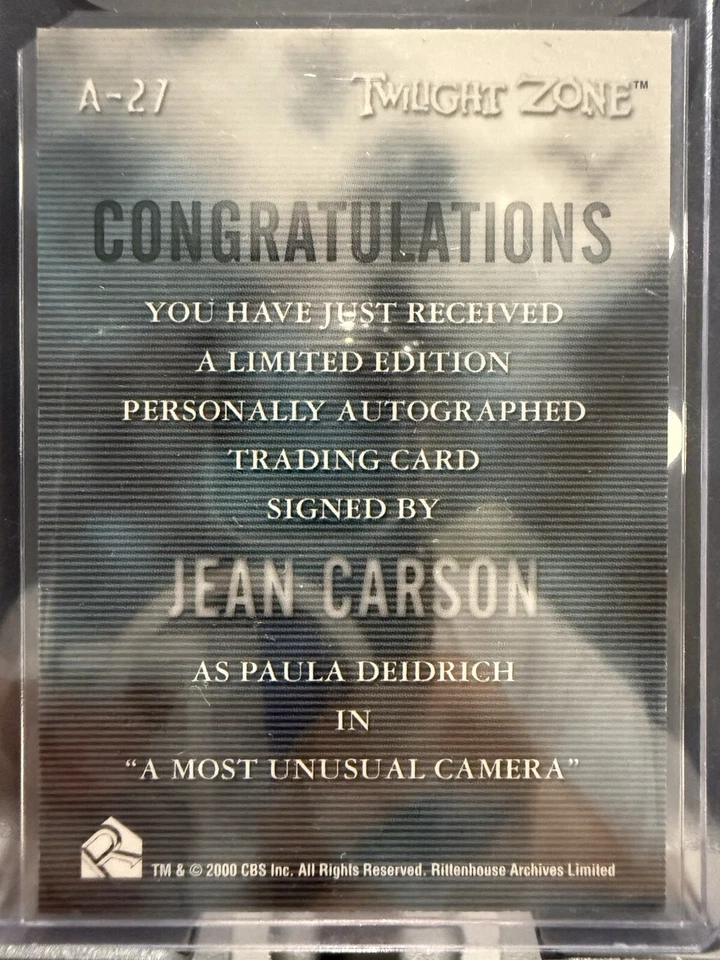 A-27
TWILIGHT ZONE™
CONGRATULATIONS
YOU HAVE JUST RECEIVED
A LIMITED EDITION
PERSONALLY AUTOGRAPHED
TRADING CARD
SIGNED BY
JEAN CARSON
AS PAULA DEIDRICH
IN
“A MOST UNUSUAL CAMERA”
R
TM & © 2000 CBS Inc. All Rights Reserved. Rittenhouse Archives Limited